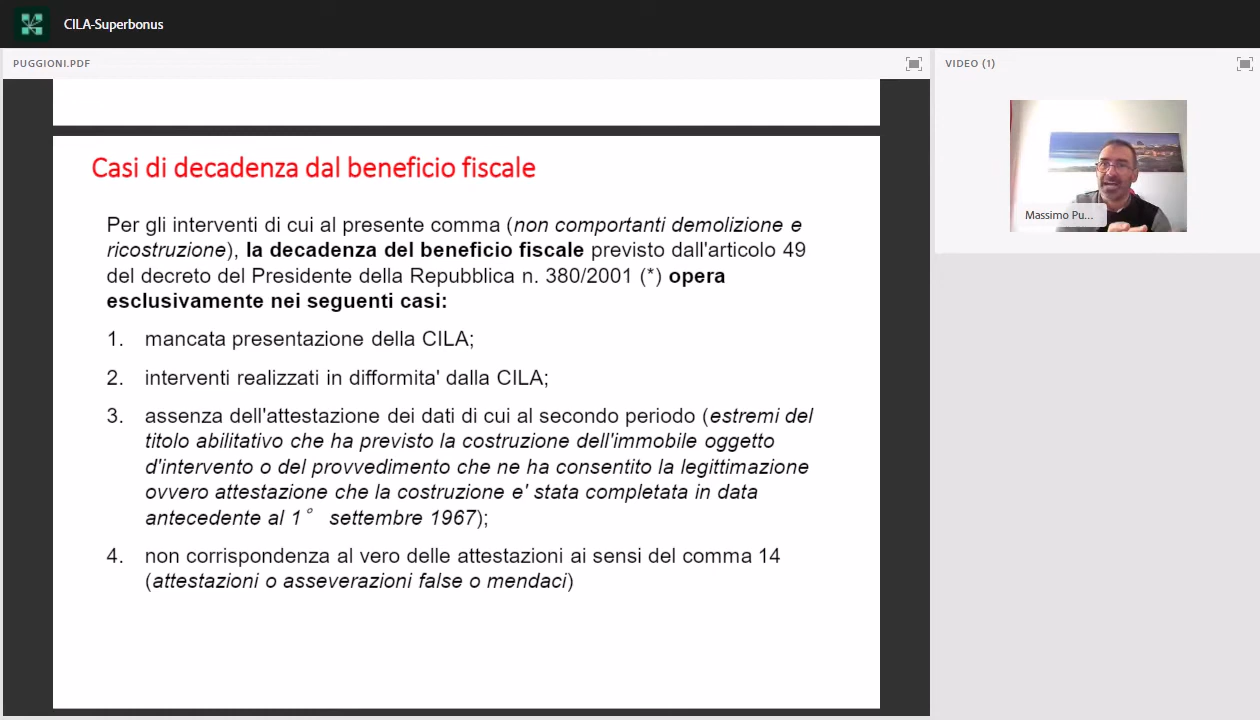 CILA-Superbonus
PUGGIONI.PDF
VIDEO (1)
Casi di decadenza dal beneficio fiscale
Per gli interventi di cui al presente comma (non comportanti demolizione e
ricostruzione), la decadenza del beneficio fiscale previsto dall'articolo 49
del decreto del Presidente della Repubblica n. 380/2001 (*) opera
esclusivamente nei seguenti casi:
1. mancata presentazione della CILA;
2. interventi realizzati in difformita' dalla CILA;
3. assenza dell'attestazione dei dati di cui al secondo periodo (estremi del
titolo abilitativo che ha previsto la costruzione dell'immobile oggetto
d'intervento o del provvedimento che ne ha consentito la legittimazione
ovvero attestazione che la costruzione e' stata completata in data
antecedente al 1° settembre 1967);
4. non corrispondenza al vero delle attestazioni ai sensi del comma 14
(attestazioni o asseverazioni false o mendaci)
Massimo Pu...